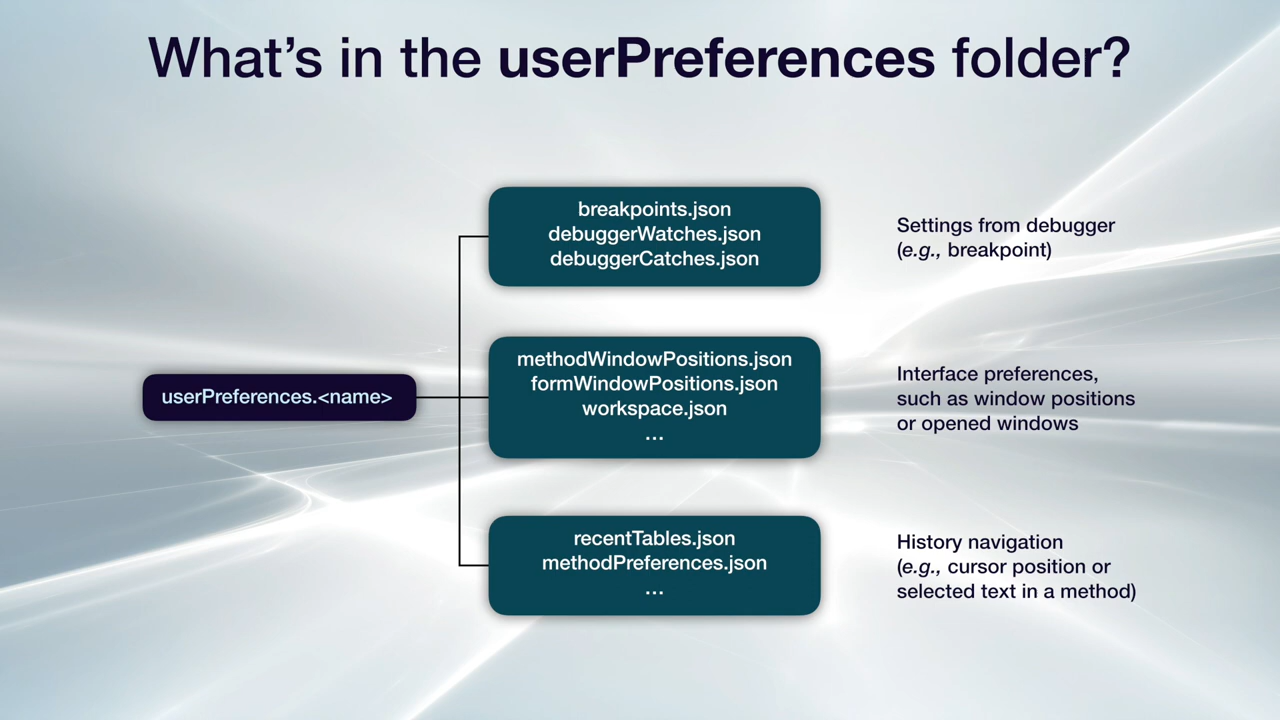 What's in the userPreferences folder?
breakpoints.json
debuggerWatches.json
debuggerCatches.json
Settings from debugger
(e.g., breakpoint)
userPreferences.<name>
methodWindowPositions.json
formWindowPositions.json
workspace.json
...
Interface preferences,
such as window positions
or opened windows
recentTables.json
methodPreferences.json
...
History navigation
(e.g., cursor position or
selected text in a method)